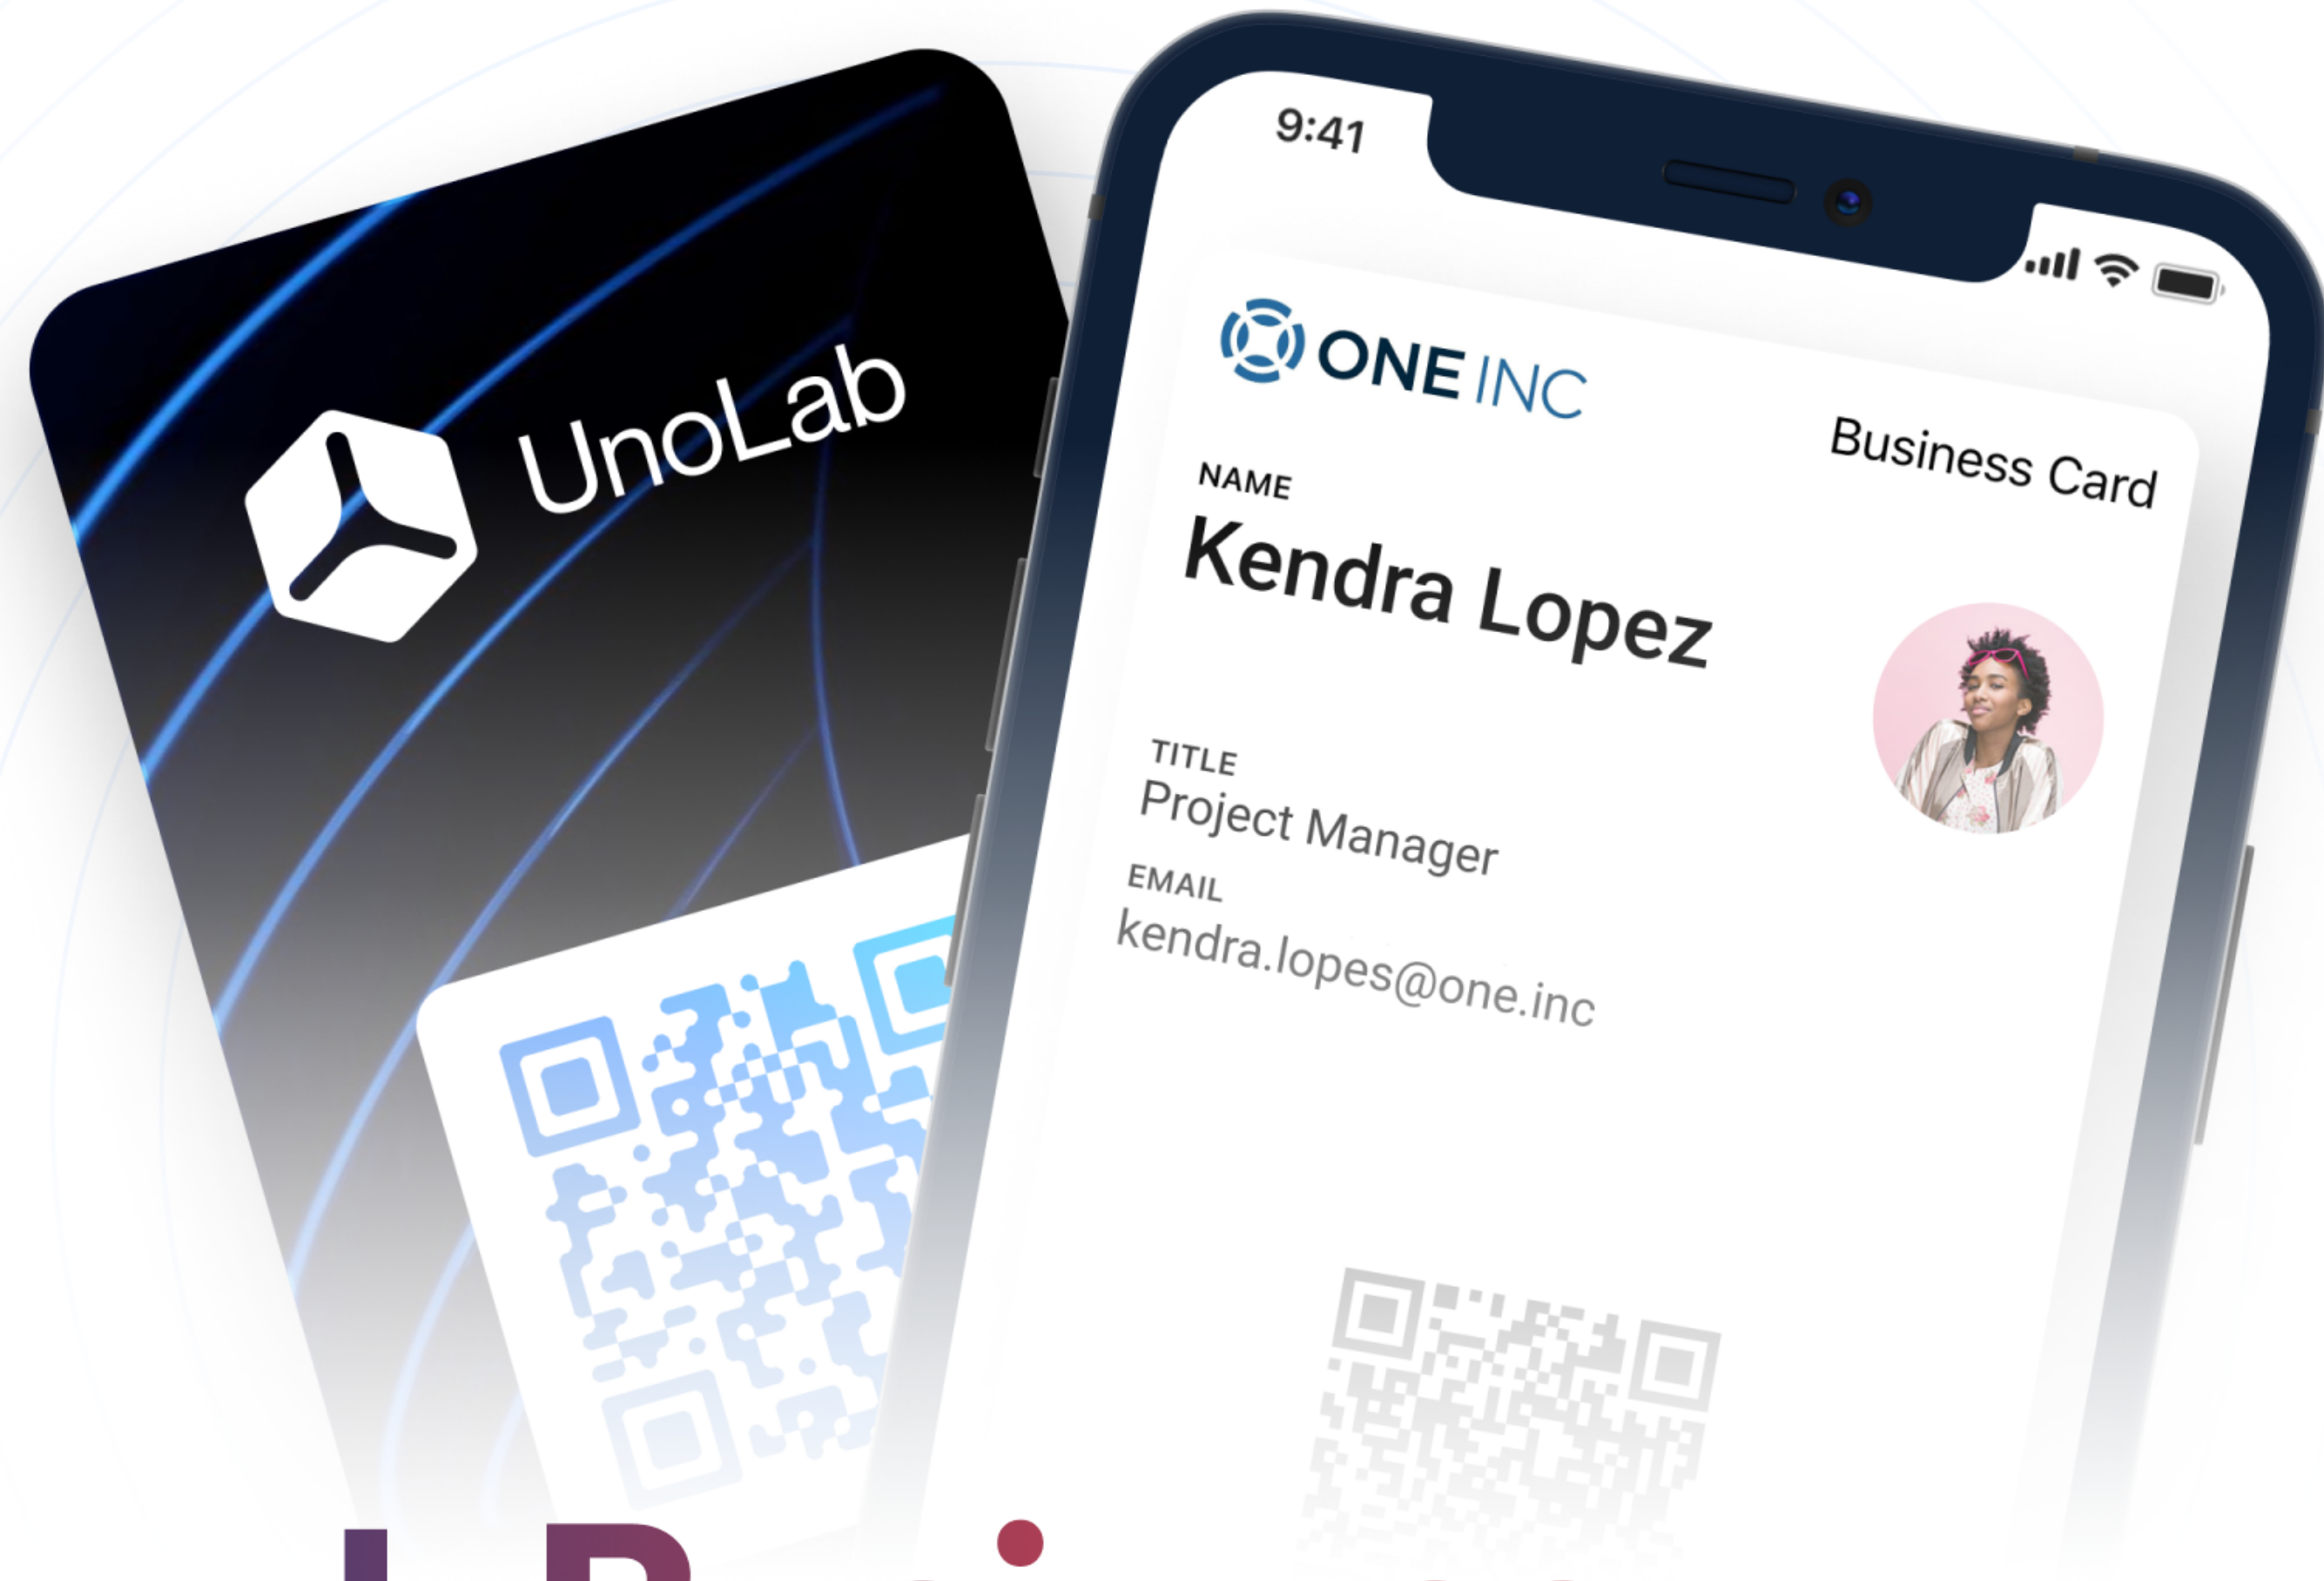 UnoLab
9:41
ONE INC
Business Card
NAME
Kendra Lopez
TITLE
Project Manager
EMAIL
kendra.lopes@one.inc